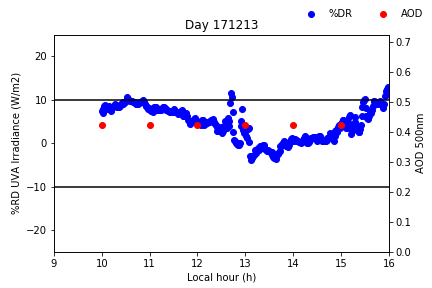 %DR AOD
Day 171213
20
10
0
−10
−20
%RD UVA Irradiance (W/m2)
0.7
0.6
0.5
0.4
0.3
0.2
0.1
0.0
AOD 500nm
9 10 11 12 13 14 15 16
Local hour (h)